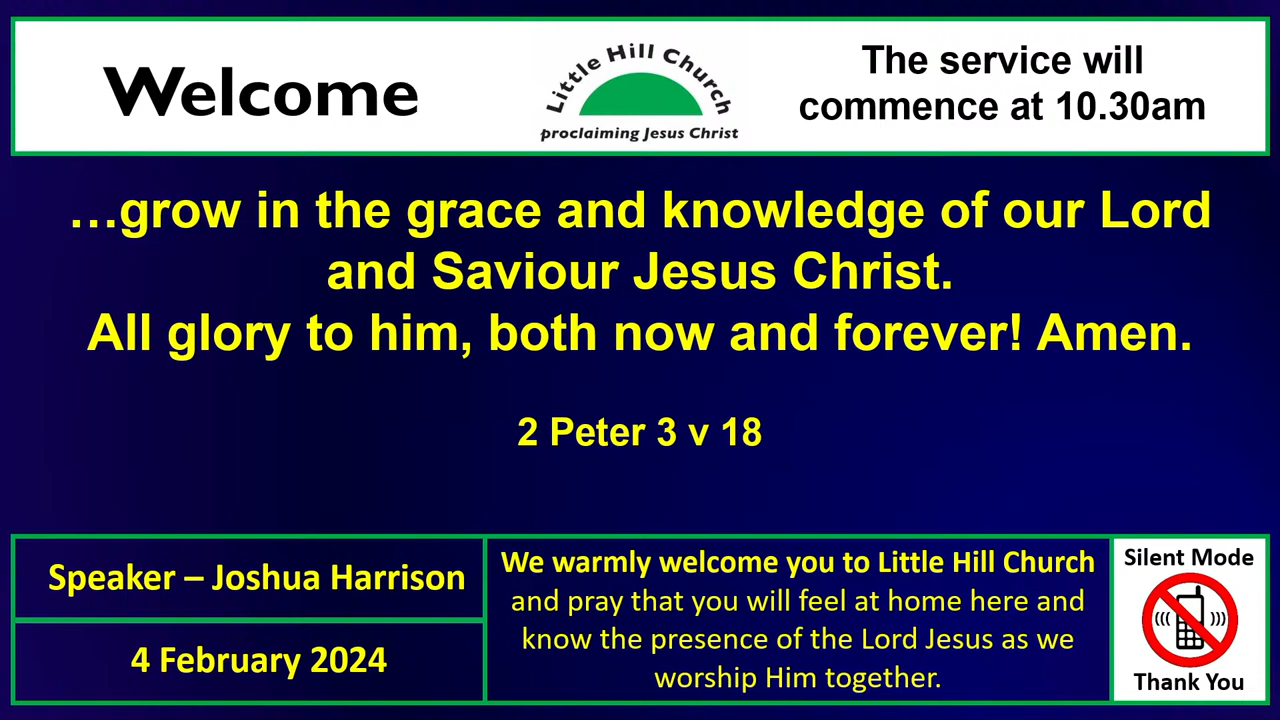 Welcome
Little Hill Church
proclaiming Jesus Christ
The service will
commence at 10.30am
…grow in the grace and knowledge of our Lord
and Saviour Jesus Christ.
All glory to him, both now and forever! Amen.
2 Peter 3 v 18
Speaker – Joshua Harrison
4 February 2024
We warmly welcome you to Little Hill Church
and pray that you will feel at home here and
know the presence of the Lord Jesus as we
worship Him together.
Silent Mode
Thank You